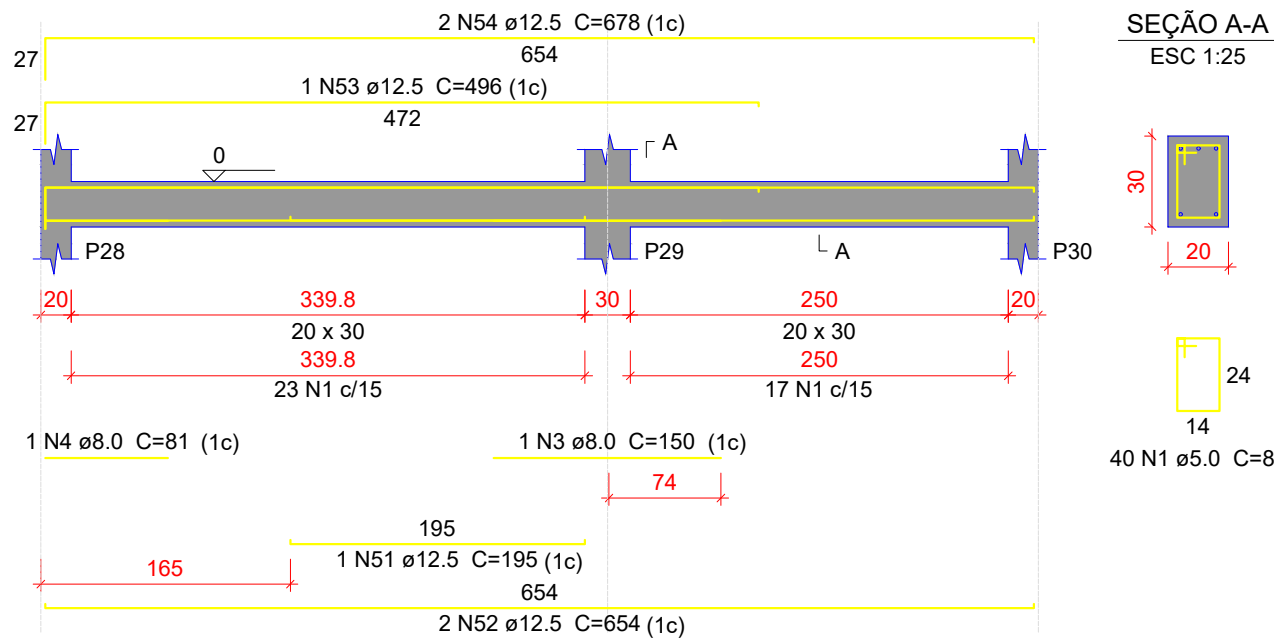 2 N54 ø12.5 C=678 (1c)
654
27
1 N53 ø12.5 C=496 (1c)
472
27
0
A
P28
P29
A
P30
20
339.8
30
250
20
20 x 30
20 x 30
339.8
250
23 N1 c/15
17 N1 c/15
1 N4 ø8.0 C=81 (1c)
1 N3 ø8.0 C=150 (1c)
74
195
1 N51 ø12.5 C=195 (1c)
165
654
2 N52 ø12.5 C=654 (1c)
SEÇÃO A-A
ESC 1:25
30
20
24
14
40 N1 ø5.0 C=8